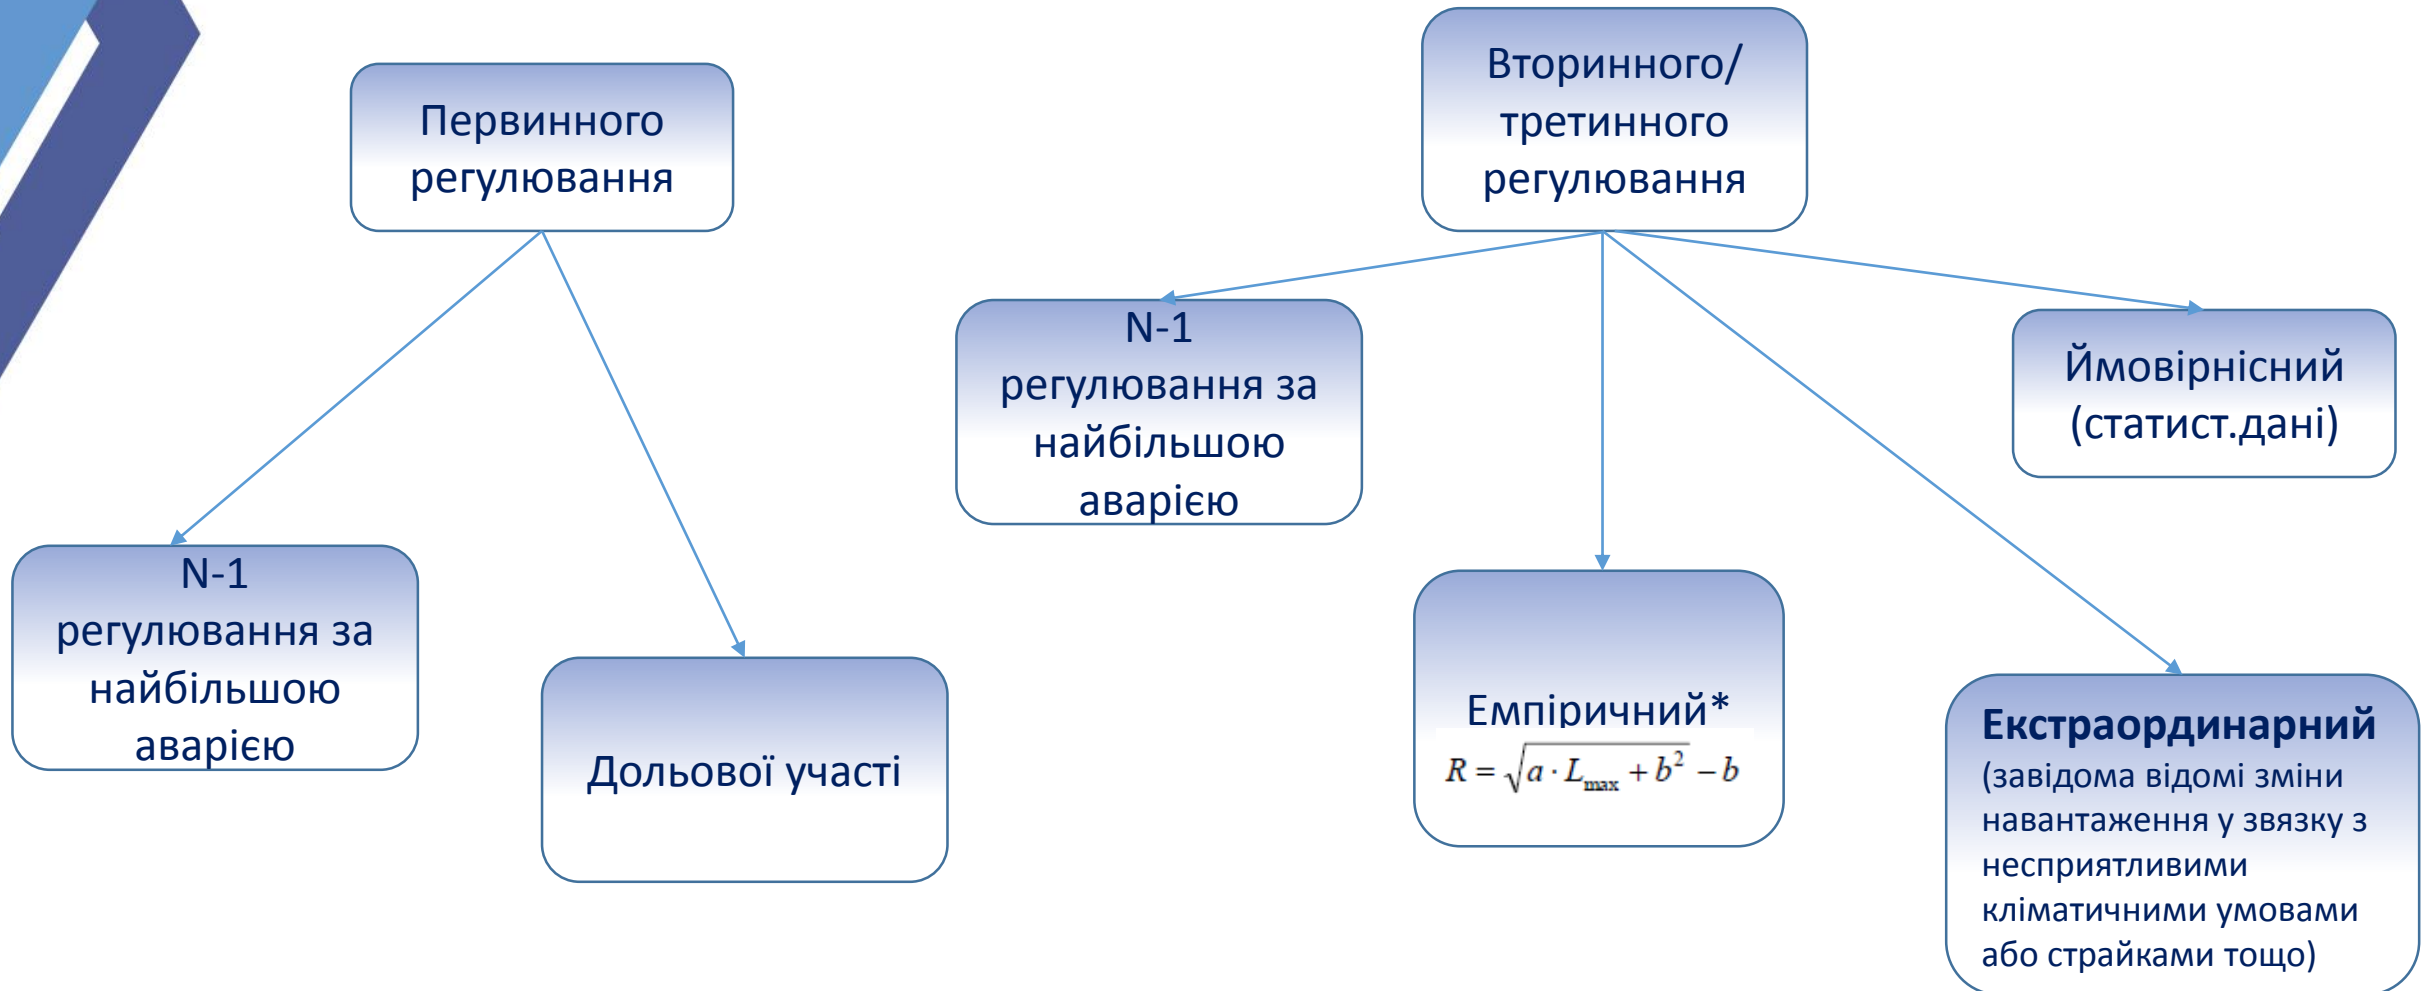 Первинного
регулювання
Вторинного/
третинного
регулювання
N-1
регулювання за
найбільшою
аварією
Дольової участі
N-1
регулювання за
найбільшою
аварією
Емпіричний*
R = √(a · L_max + b²) − b
Екстраординарний
(завідома відомі зміни
навантаження у звязку з
несприятливими
кліматичними умовами
або страйками тощо)
Ймовірнісний
(статист.дані)